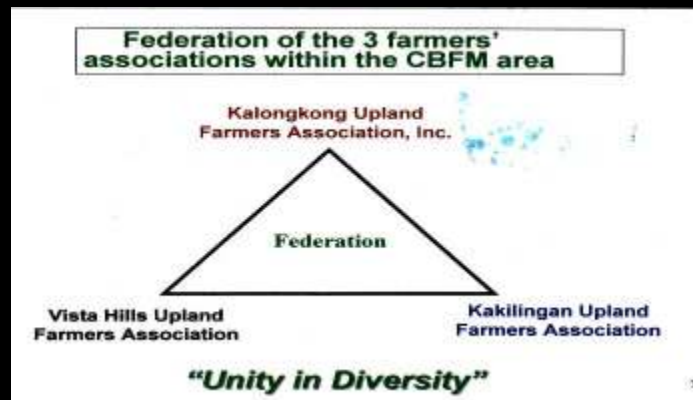 Federation of the 3 farmers'
associations within the CBFM area
Kalongkong Upland
Farmers Association, Inc.
Federation
Vista Hills Upland
Farmers Association
Kakilingan Upland
Farmers Association
"Unity in Diversity"